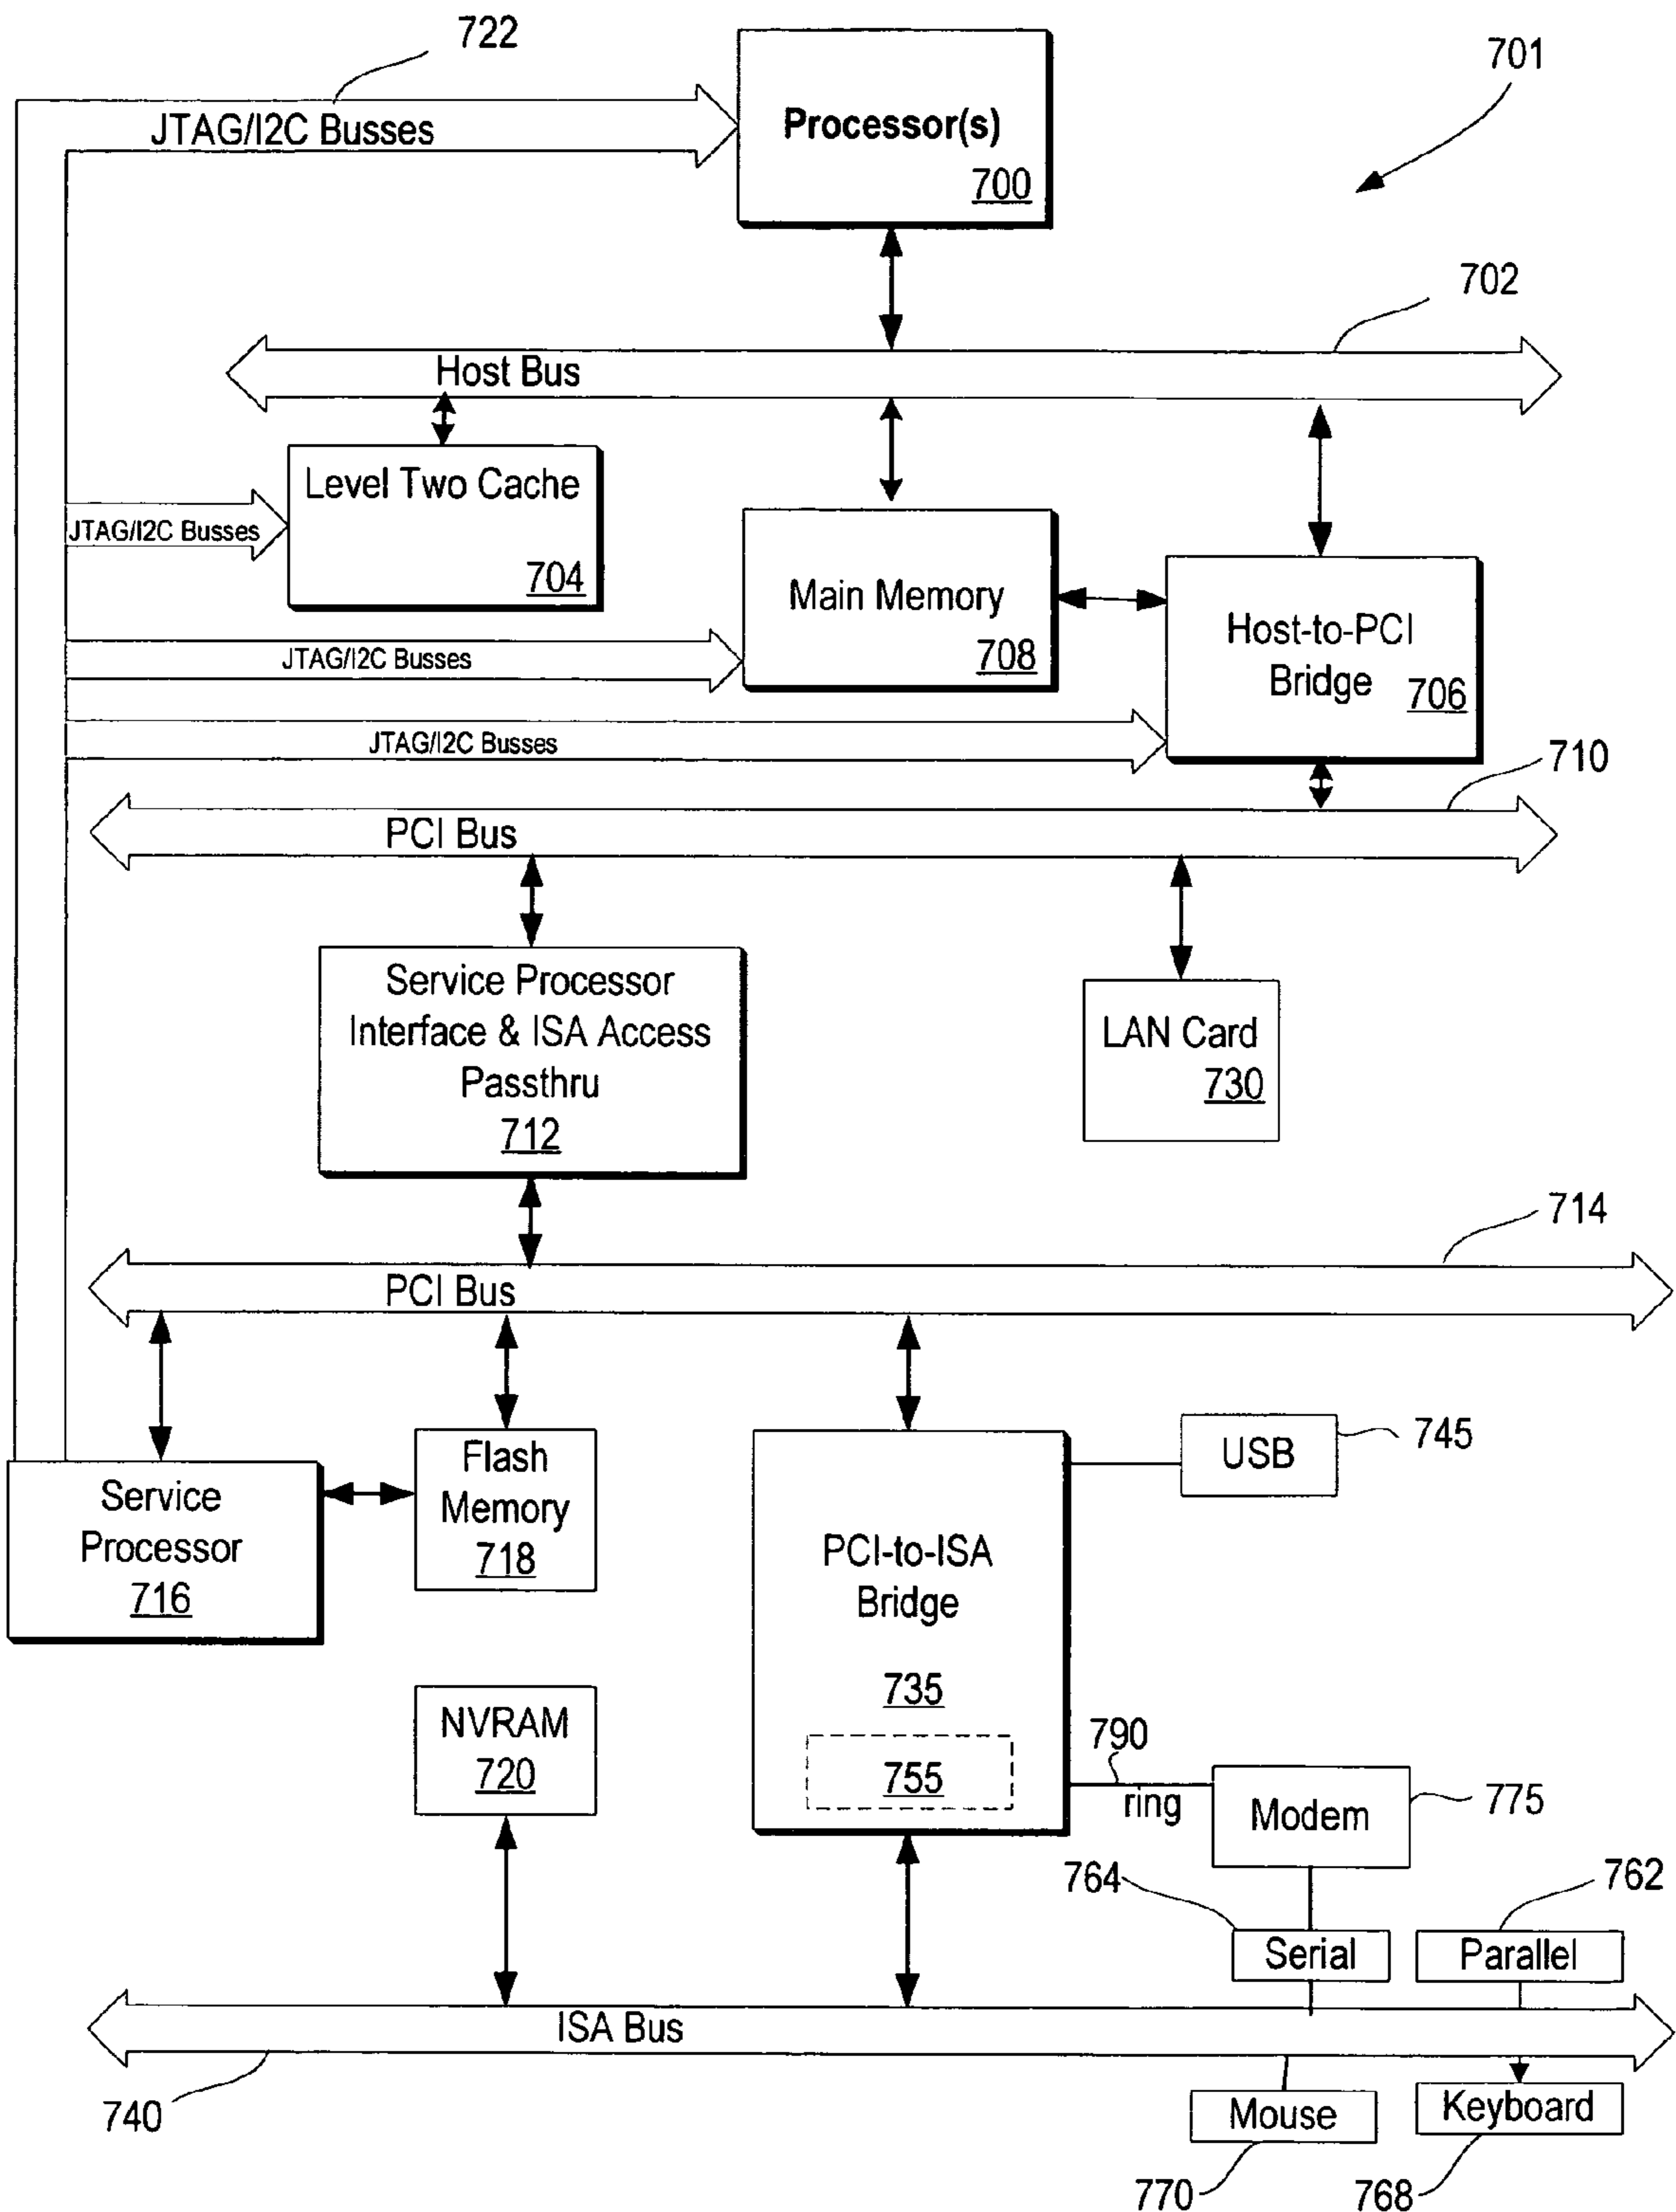 722
701
JTAG/I2C Busses
Processor(s)
700
702
Host Bus
Level Two Cache
704
JTAG/I2C Busses
Main Memory
708
Host-to-PCI
Bridge
706
JTAG/I2C Busses
JTAG/I2C Busses
710
PCI Bus
Service Processor
Interface & ISA Access
Passthru
712
LAN Card
730
714
PCI Bus
Service
Processor
716
Flash
Memory
718
PCI-to-ISA
Bridge
735
755
USB
745
NVRAM
720
790
ring
Modem
775
764
762
Serial
Parallel
ISA Bus
740
Mouse
Keyboard
770
768